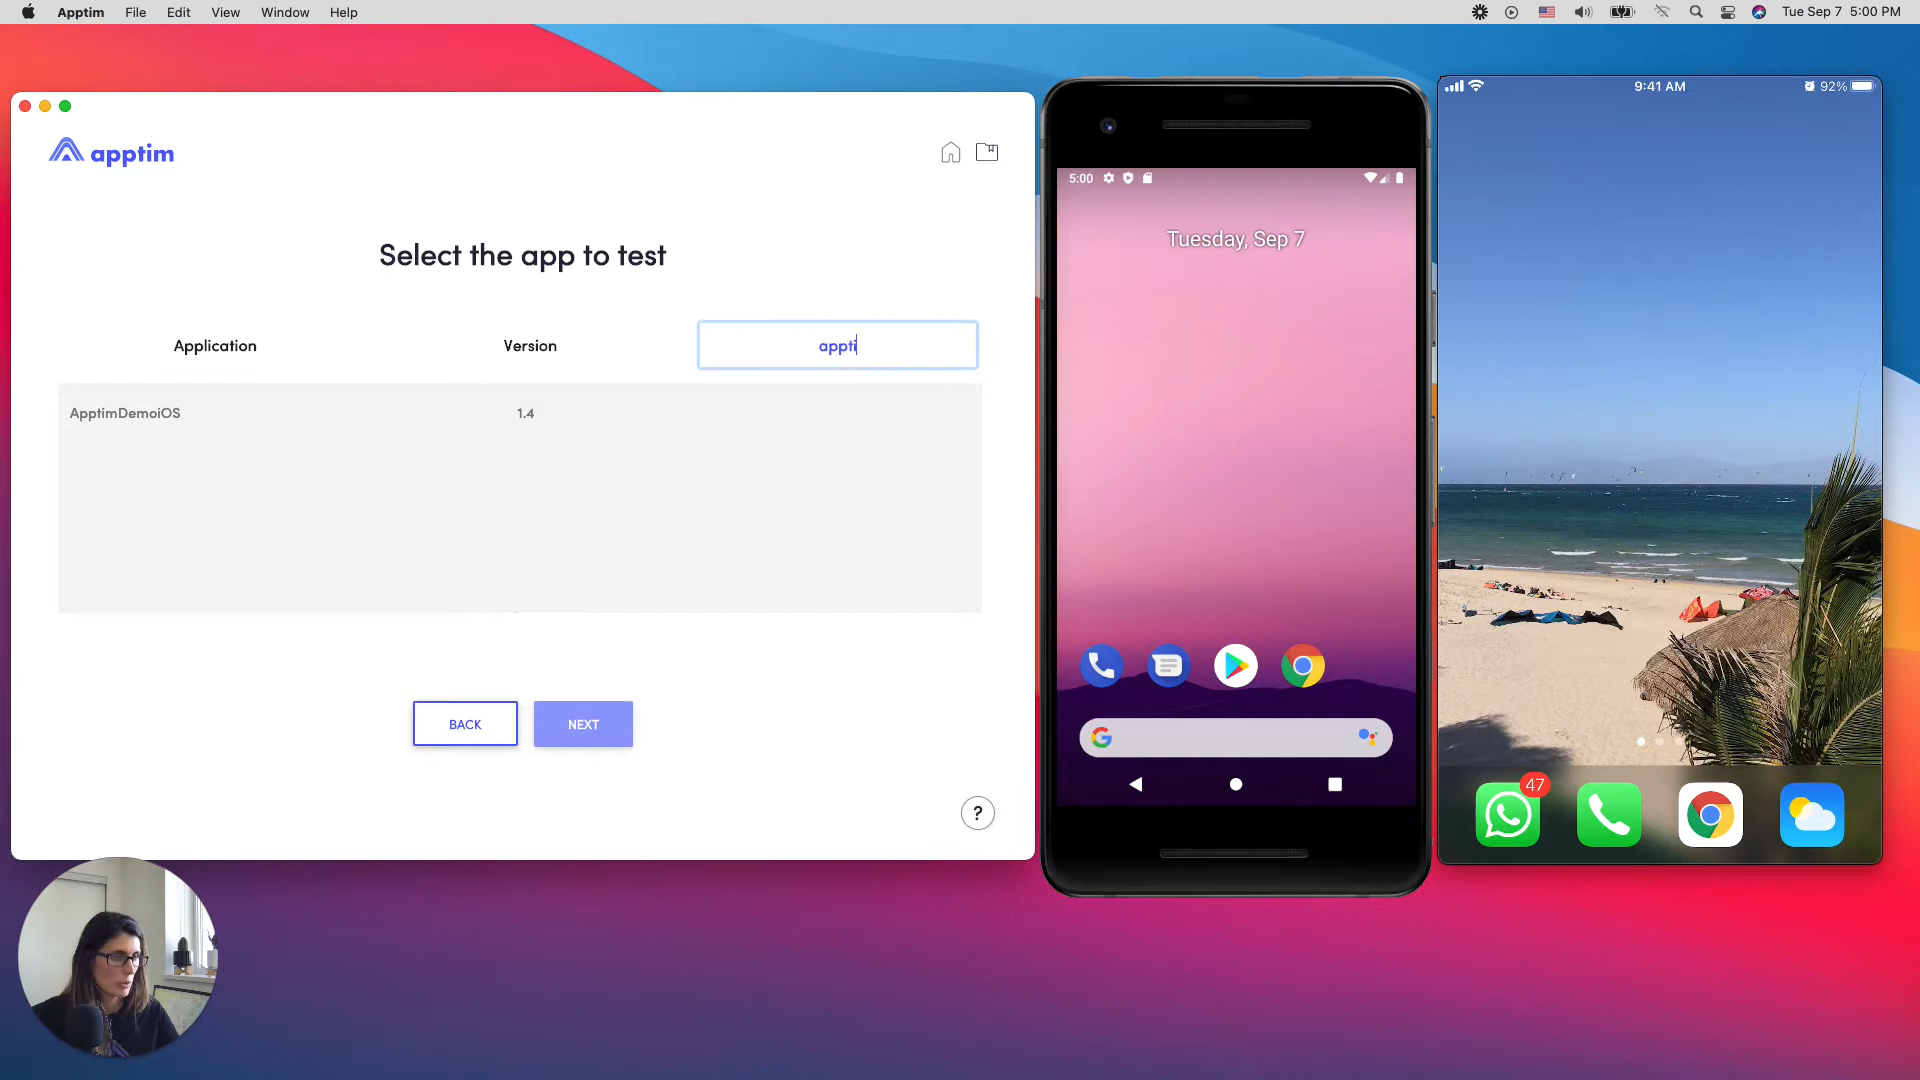 Apptim File Edit View Window Help
Tue Sep 7 5:00 PM
apptim
Select the app to test
Application Version appti
ApptimDemoiOS 1.4
BACK NEXT
?
5:00
Tuesday, Sep 7
G
9:41 AM 92%
47